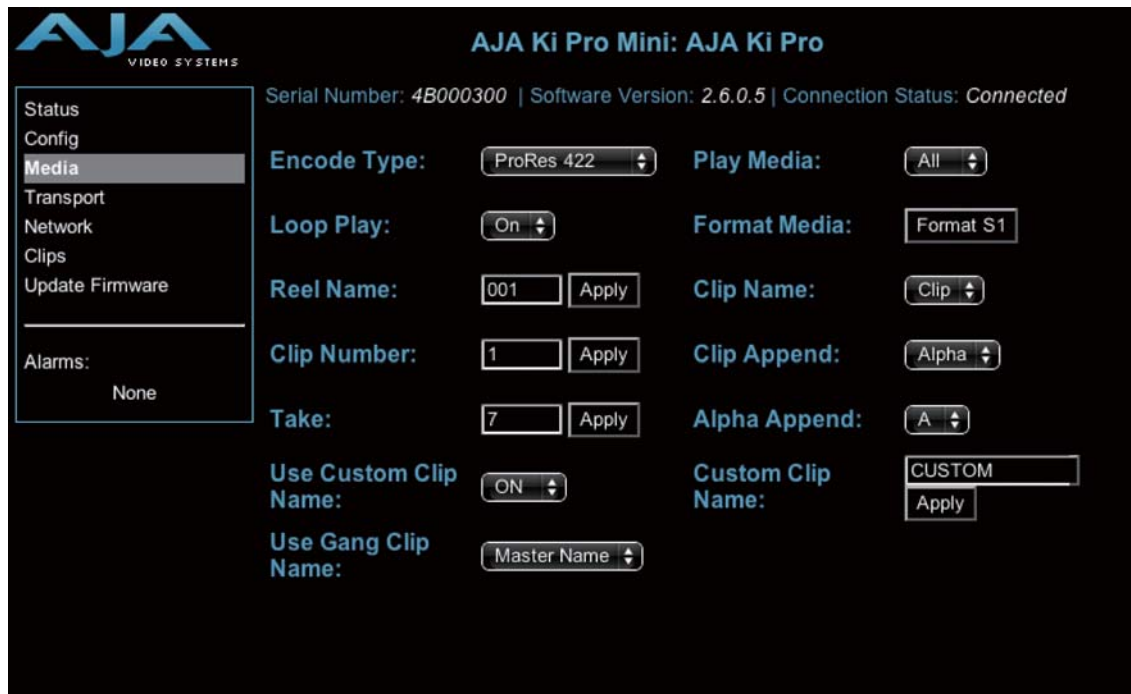 AJA
VIDEO SYSTEMS
AJA Ki Pro Mini: AJA Ki Pro
Serial Number: 4B000300 | Software Version: 2.6.0.5 | Connection Status: Connected
Status
Config
Media
Transport
Network
Clips
Update Firmware
Alarms:
None
Encode Type: ProRes 422 Play Media: All
Loop Play: On Format Media: Format S1
Reel Name: 001 Apply Clip Name: Clip
Clip Number: 1 Apply Clip Append: Alpha
Take: 7 Apply Alpha Append: A
Use Custom Clip Name: ON Custom Clip Name: CUSTOM Apply
Use Gang Clip Name: Master Name